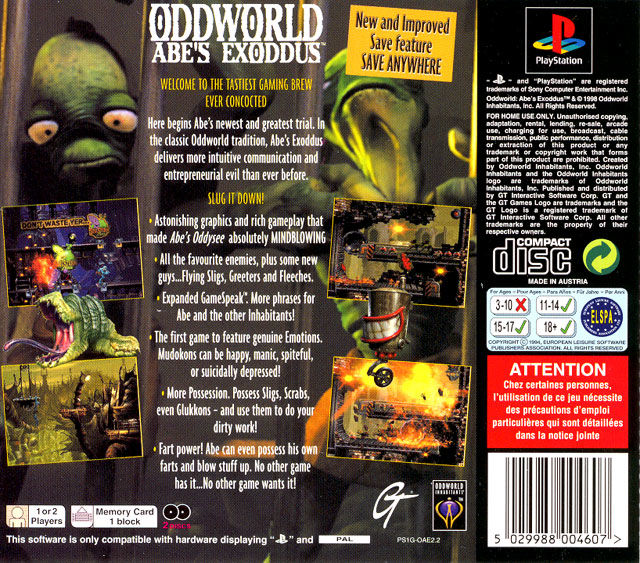 ODDWORLD
ABE'S EXODDUS™
New and Improved
Save feature
SAVE ANYWHERE
WELCOME TO THE TASTIEST GAMING BREW
EVER CONCOCTED
Here begins Abe's newest and greatest trial. In
the classic Oddworld tradition, Abe's Exoddus
delivers more intuitive communication and
entrepreneurial evil than ever before.
SLUG IT DOWN!
• Astonishing graphics and rich gameplay that
made Abe's Oddysee absolutely MINDBLOWING
• All the favourite enemies, plus some new
guys...Flying Sligs, Greeters and Fleeches.
• Expanded GameSpeak™. More phrases for
Abe and the other Inhabitants!
• The first game to feature genuine Emotions.
Mudokons can be happy, manic, spiteful,
or suicidally depressed!
• More Possession. Possess Sligs, Scrabs,
even Glukkons - and use them to do your
dirty work!
• Fart power! Abe can even possess his own
farts and blow stuff up. No other game
has it...No other game wants it!
DON'T WASTE YER
1 or 2
Players
Memory Card
1 block
2 DISCS
GT
ODDWORLD
INHABITANTS
This software is only compatible with hardware displaying " " and PAL
PS1G-OAE2.2
PlayStation
" " and "PlayStation" are registered
trademarks of Sony Computer Entertainment Inc.
Oddworld: Abe's Exoddus™ & © 1998 Oddworld
Inhabitants, Inc. All Rights Reserved.
FOR HOME USE ONLY. Unauthorised copying,
adaptation, rental, lending, re-sale, arcade
use, charging for use, broadcast, cable
transmission, public performance, distribution
or extraction of this product or any
trademark or copyright work that forms
part of this product are prohibited. Created
by Oddworld Inhabitants, Inc. Oddworld
Inhabitants and the Oddworld Inhabitants
logo are trademarks of Oddworld
Inhabitants, Inc. Published and distributed
by GT Interactive Software Corp. GT and
the GT Games Logo are trademarks and the
GT Logo is a registered trademark of
GT Interactive Software Corp. All other
trademarks are the property of their
respective owners.
COMPACT
disc
MADE IN AUSTRIA
For Ages - Pour Ages - Para Años - Für Jahre - Per Anni
3-10
11-14
15-17
18+
ELSPA
COPYRIGHT © 1994, EUROPEAN LEISURE SOFTWARE
PUBLISHERS ASSOCIATION, ALL RIGHTS RESERVED
ATTENTION
Chez certaines personnes,
l'utilisation de ce jeu nécessite
des précautions d'emploi
particulières qui sont détaillées
dans la notice jointe
5 029988 004607 >